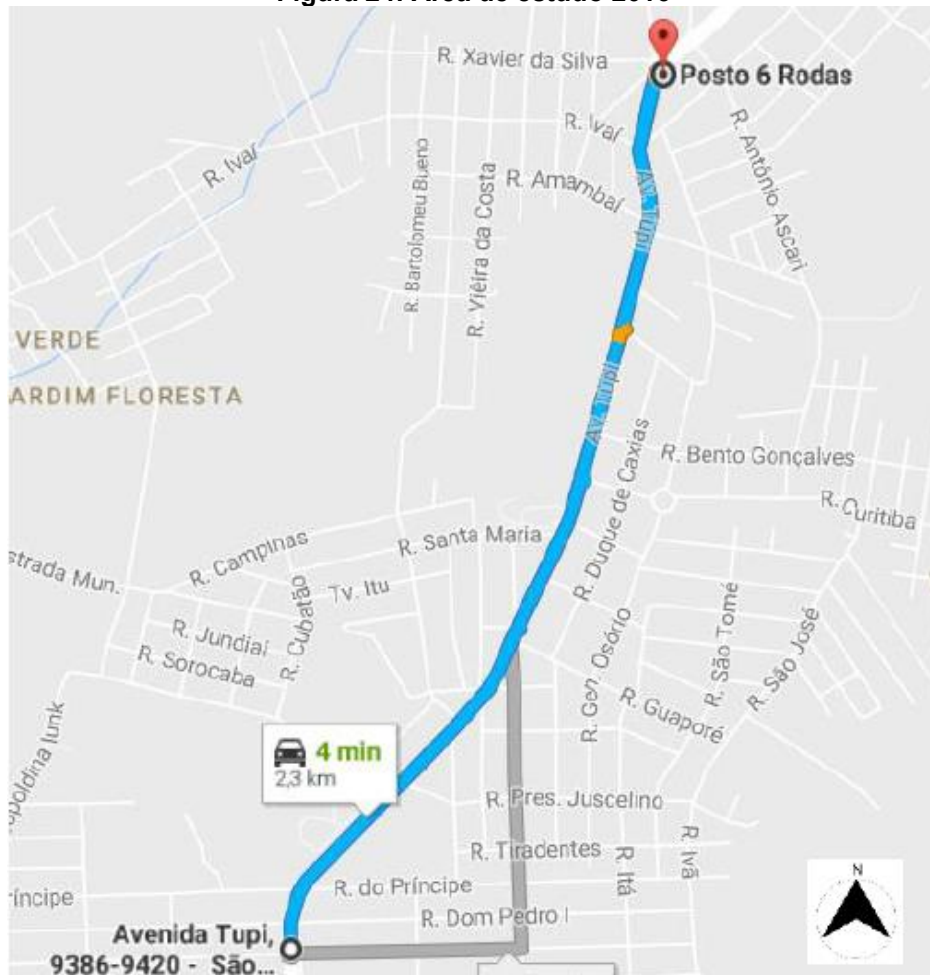 R. Xavier da Silva
Posto 6 Rodas
R. Ivaí
R. Ivaí
R. Antônio Ascari
R. Amambaí
Av. Tupi
R. Bartolomeu Bueno
R. Vieira da Costa
VERDE
ARDIM FLORESTA
Av. Tupi
R. Duque de Caxias
R. Bento Gonçalves
R. Curitiba
R. Santa Maria
R. Campinas
strada Mun.
Tv. Itu
R. Cubatão
R. Jundiaí
R. Sorocaba
R. Gen. Osório
R. São Tomé
R. São José
R. Guaporé
4 min
2,3 km
R. Pres. Juscelino
R. Tiradentes
R. Itá
R. Ivã
R. do Príncipe
ríncipe
R. Dom Pedro I
Avenida Tupi,
9386-9420 - São...
N